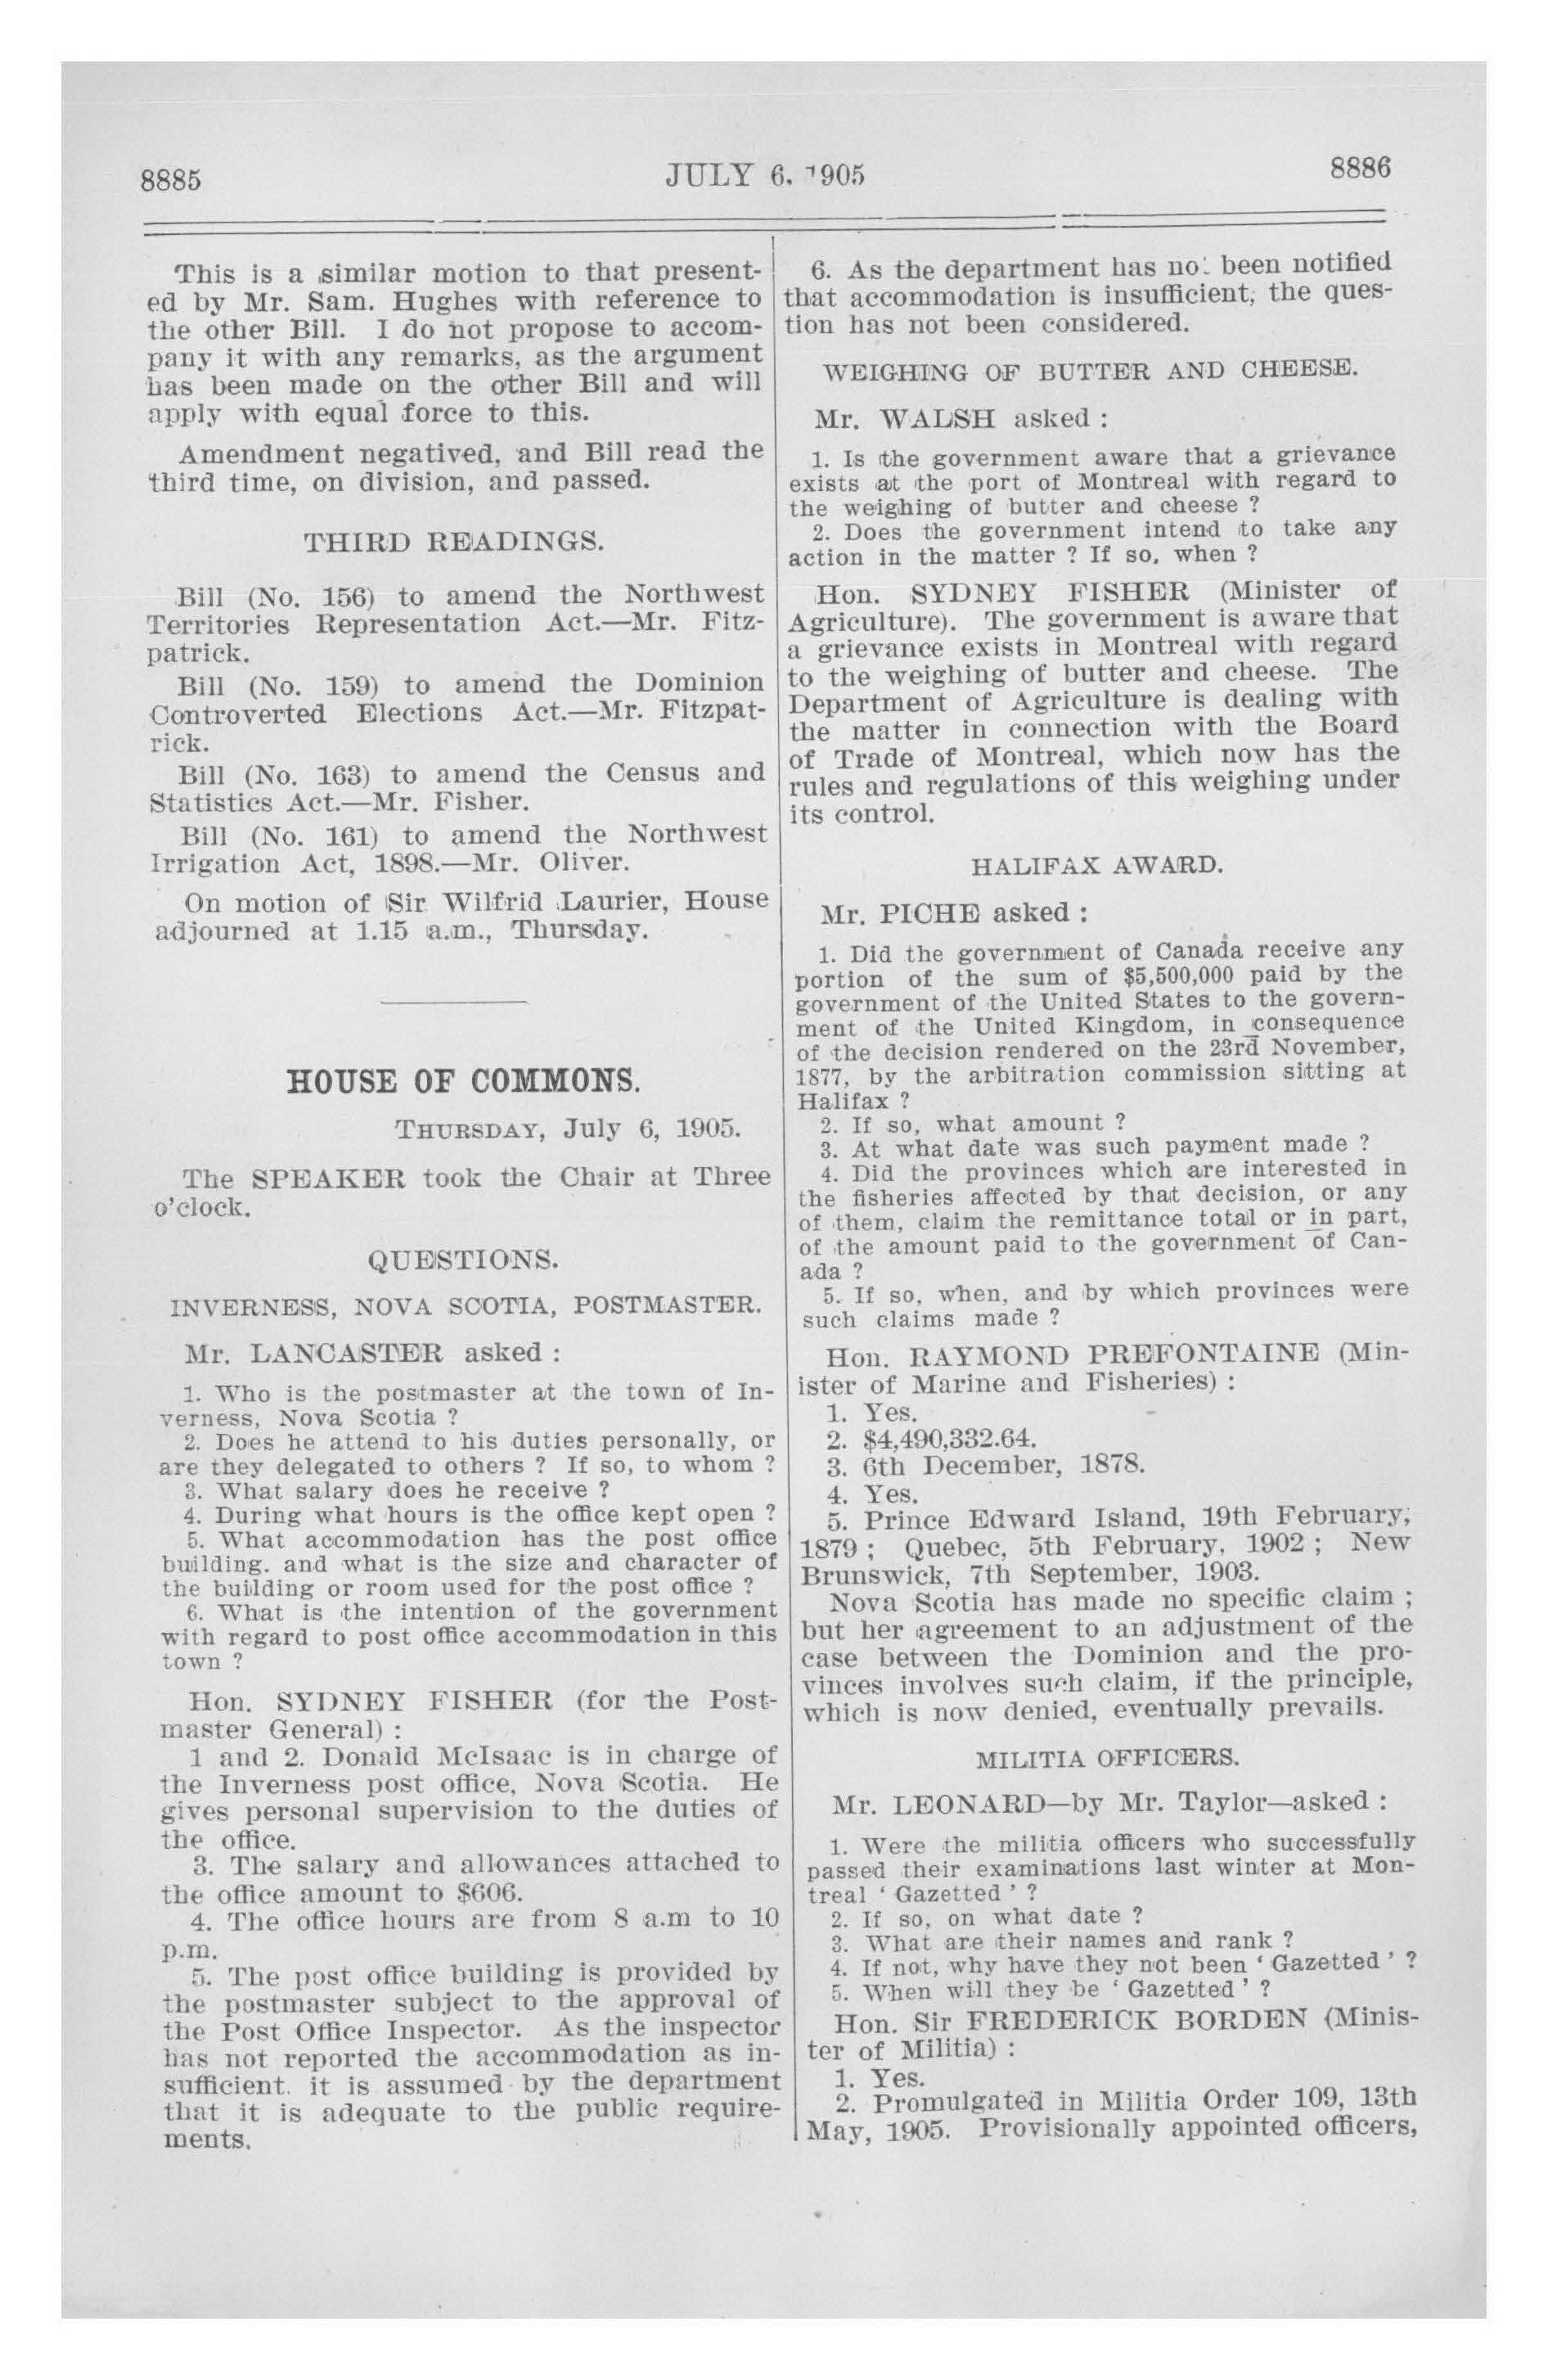 8885
JULY 6, 1905
8886
This is a similar motion to that present-
ed by Mr. Sam. Hughes with reference to
the other Bill. I do not propose to accom-
pany it with any remarks, as the argument
has been made on the other Bill and will
apply with equal force to this.
Amendment negatived, and Bill read the
third time, on division, and passed.
THIRD READINGS.
Bill (No. 156) to amend the Northwest
Territories Representation Act.—Mr. Fitz-
patrick.
Bill (No. 159) to amend the Dominion
Controverted Elections Act.—Mr. Fitzpat-
rick.
Bill (No. 163) to amend the Census and
Statistics Act.—Mr. Fisher.
Bill (No. 161) to amend the Northwest
Irrigation Act, 1898.—Mr. Oliver.
On motion of Sir Wilfrid Laurier, House
adjourned at 1.15 a.m., Thursday.
HOUSE OF COMMONS.
THURSDAY, July 6, 1905.
The SPEAKER took the Chair at Three
o'clock.
QUESTIONS.
INVERNESS, NOVA SCOTIA, POSTMASTER.
Mr. LANCASTER asked :
1. Who is the postmaster at the town of In-
verness, Nova Scotia ?
2. Does he attend to his duties personally, or
are they delegated to others ? If so, to whom ?
3. What salary does he receive ?
4. During what hours is the office kept open ?
5. What accommodation has the post office
building. and what is the size and character of
the building or room used for the post office ?
6. What is the intention of the government
with regard to post office accommodation in this
town ?
Hon. SYDNEY FISHER (for the Post-
master General) :
1 and 2. Donald McIsaac is in charge of
the Inverness post office, Nova Scotia. He
gives personal supervision to the duties of
the office.
3. The salary and allowances attached to
the office amount to $606.
4. The office hours are from 8 a.m to 10
p.m.
5. The post office building is provided by
the postmaster subject to the approval of
the Post Office Inspector. As the inspector
has not reported the accommodation as in-
sufficient. it is assumed by the department
that it is adequate to the public require-
ments.
6. As the department has not been notified
that accommodation is insufficient, the ques-
tion has not been considered.
WEIGHING OF BUTTER AND CHEESE.
Mr. WALSH asked :
1. Is the government aware that a grievance
exists at the port of Montreal with regard to
the weighing of butter and cheese ?
2. Does the government intend to take any
action in the matter ? If so, when ?
Hon. SYDNEY FISHER (Minister of
Agriculture). The government is aware that
a grievance exists in Montreal with regard
to the weighing of butter and cheese. The
Department of Agriculture is dealing with
the matter in connection with the Board
of Trade of Montreal, which now has the
rules and regulations of this weighing under
its control.
HALIFAX AWARD.
Mr. PICHE asked :
1. Did the government of Canada receive any
portion of the sum of $5,500,000 paid by the
government of the United States to the govern-
ment of the United Kingdom, in consequence
of the decision rendered on the 23rd November,
1877, by the arbitration commission sitting at
Halifax ?
2. If so, what amount ?
3. At what date was such payment made ?
4. Did the provinces which are interested in
the fisheries affected by that decision, or any
of them, claim the remittance total or in part,
of the amount paid to the government of Can-
ada ?
5. If so, when, and by which provinces were
such claims made ?
Hon. RAYMOND PREFONTAINE (Min-
ister of Marine and Fisheries) :
1. Yes.
2. $4,490,332.64.
3. 6th December, 1878.
4. Yes.
5. Prince Edward Island, 19th February,
1879 ; Quebec, 5th February, 1902 ; New
Brunswick, 7th September, 1903.
Nova Scotia has made no specific claim ;
but her agreement to an adjustment of the
case between the Dominion and the pro-
vinces involves such claim, if the principle,
which is now denied, eventually prevails.
MILITIA OFFICERS.
Mr. LEONARD—by Mr. Taylor—asked :
1. Were the militia officers who successfully
passed their examinations last winter at Mon-
treal ' Gazetted ' ?
2. If so, on what date ?
3. What are their names and rank ?
4. If not, why have they not been ' Gazetted ' ?
5. When will they be ' Gazetted ' ?
Hon. Sir FREDERICK BORDEN (Minis-
ter of Militia) :
1. Yes.
2. Promulgated in Militia Order 109, 13th
May, 1905. Provisionally appointed officers,